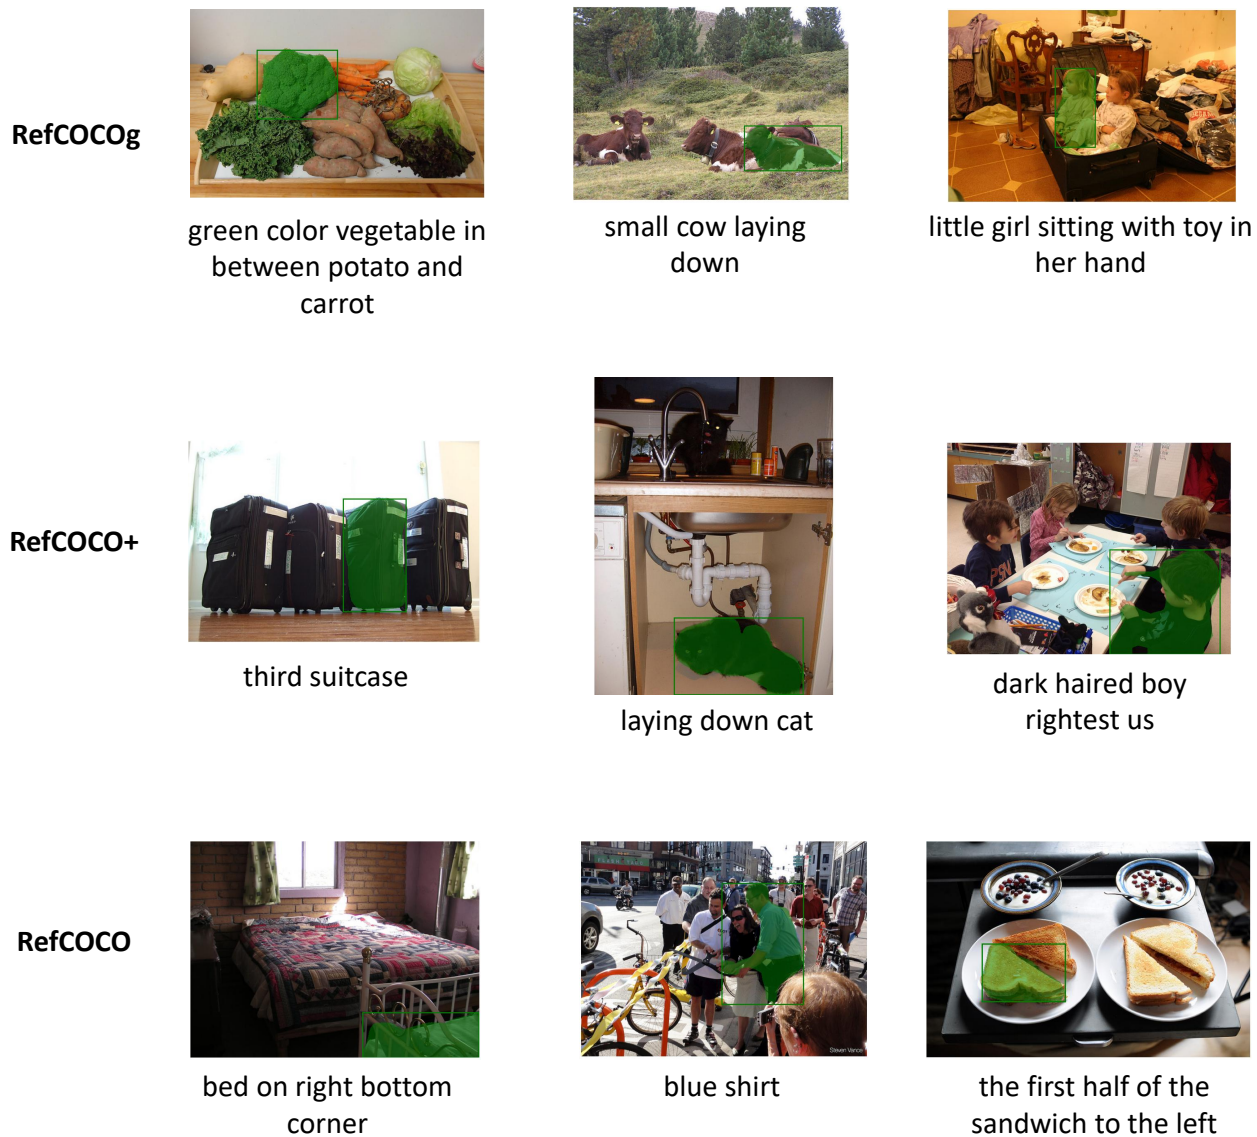 RefCOCOg
green color vegetable in
between potato and
carrot
small cow laying
down
little girl sitting with toy in
her hand
RefCOCO+
third suitcase
laying down cat
dark haired boy
rightest us
RefCOCO
bed on right bottom
corner
Steven Vance
blue shirt
the first half of the
sandwich to the left